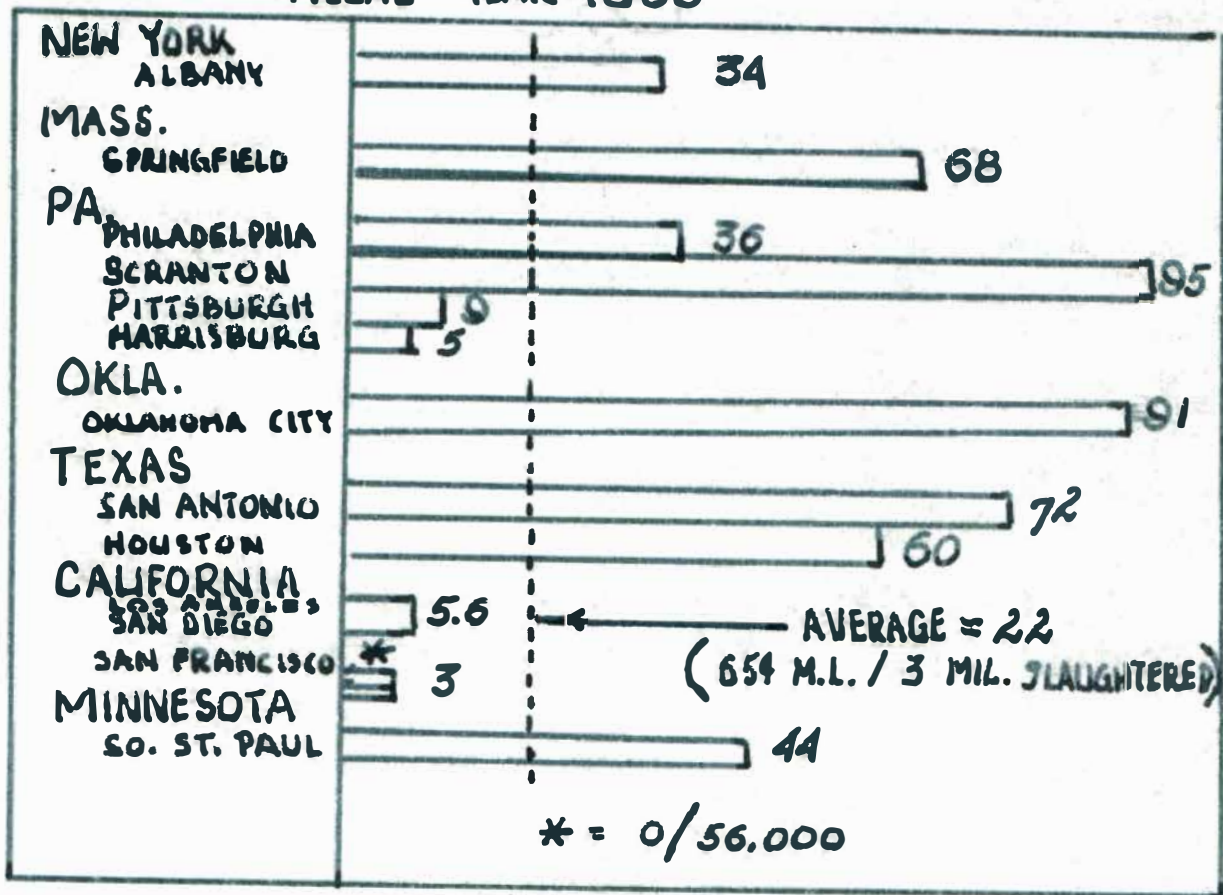 NEW YORK
ALBANY 34
MASS.
SPRINGFIELD 68
PA.
PHILADELPHIA 36
SCRANTON 95
PITTSBURGH 9
HARRISBURG 5
OKLA.
OKLAHOMA CITY 91
TEXAS
SAN ANTONIO 72
HOUSTON 60
CALIFORNIA
LOS ANGELES
SAN DIEGO 5.6
AVERAGE = 22
SAN FRANCISCO * 3
(654 M.L. / 3 MIL. SLAUGHTERED)
MINNESOTA
SO. ST. PAUL 44
* = 0/56.000